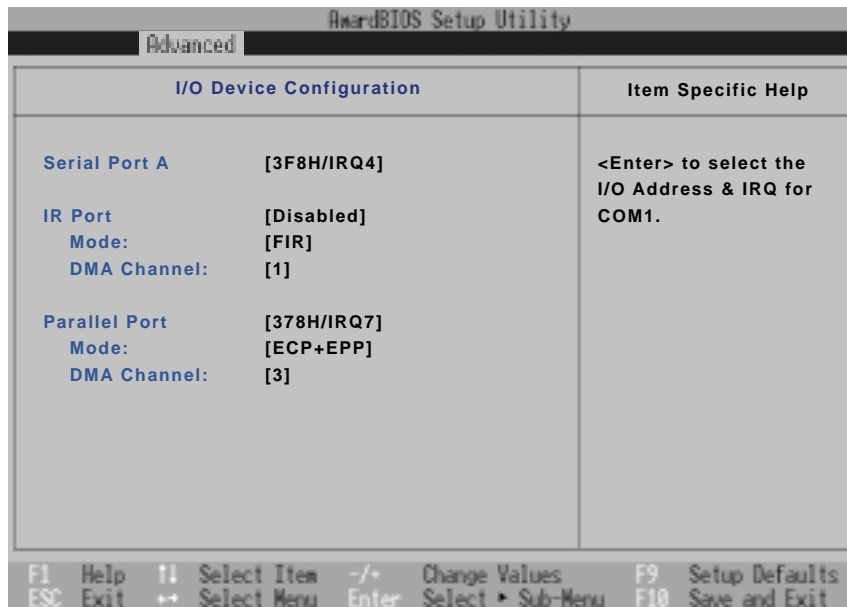 AwardBIOS Setup Utility
Advanced
I/O Device Configuration
Item Specific Help
Serial Port A [3F8H/IRQ4]
IR Port [Disabled]
Mode: [FIR]
DMA Channel: [1]
Parallel Port [378H/IRQ7]
Mode: [ECP+EPP]
DMA Channel: [3]
<Enter> to select the
I/O Address & IRQ for
COM1.
F1 Help ↑↓ Select Item -/+ Change Values F9 Setup Defaults
ESC Exit ←→ Select Menu Enter Select ▸ Sub-Menu F10 Save and Exit